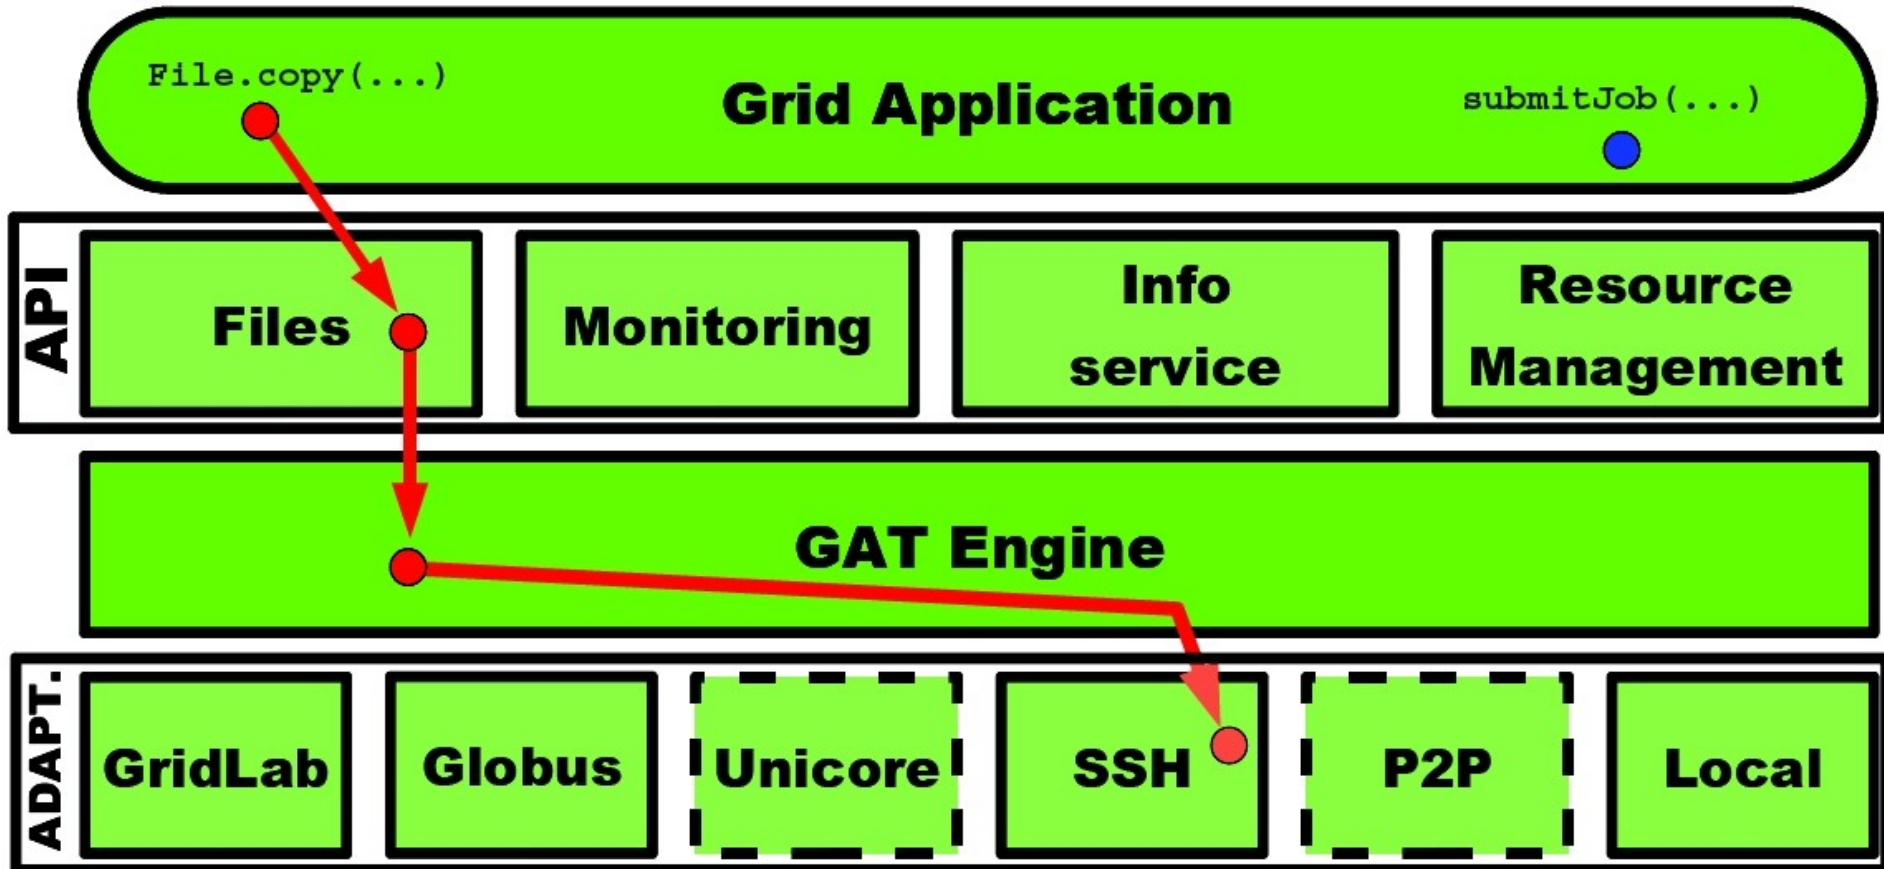 File.copy(...)
Grid Application
submitJob(...)
API
Files
Monitoring
Info
service
Resource
Management
GAT Engine
ADAPT.
GridLab
Globus
Unicore
SSH
P2P
Local